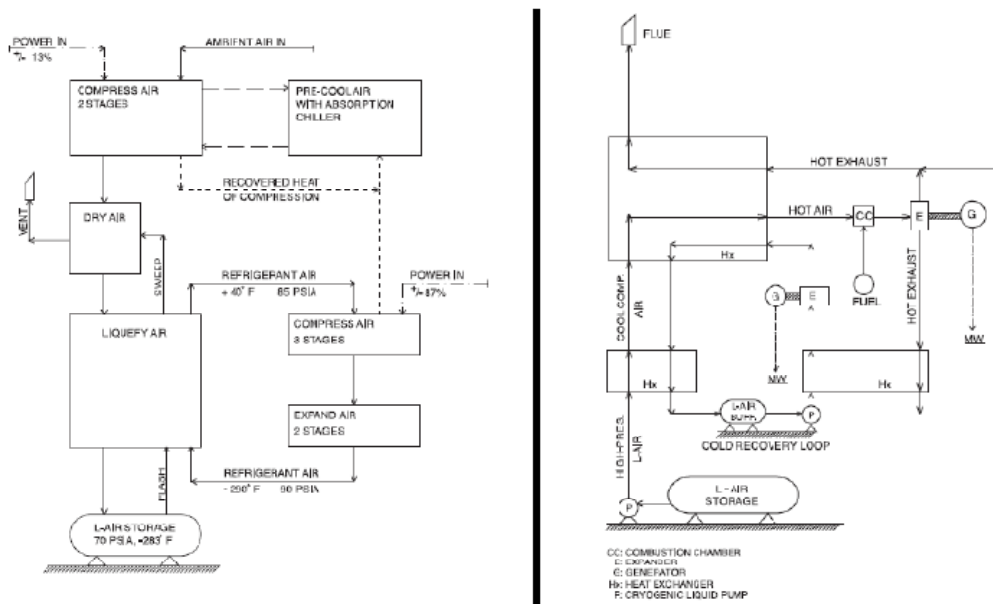 POWER IN
+/- 13%
AMBIENT AIR IN
COMPRESS AIR
2 STAGES
PRE-COOL AIR
WITH ABSORPTION
CHILLER
RECOVERED HEAT
OF COMPRESSION
VENT
DRY AIR
SWEEP
REFRIGERANT AIR
+40° F 85 PSIA
POWER IN
+/- 87%
LIQUEFY AIR
COMPRESS AIR
3 STAGES
EXPAND AIR
2 STAGES
FLASH
REFRIGERANT AIR
-290° F 90 PSIA
L-AIR STORAGE
70 PSIA, -283° F
FLUE
HOT EXHAUST
HOT AIR
CC
E
G
Hx
FUEL
HOT EXHAUST
COOL COMP.
AIR
G
E
MW
MW
Hx
Hx
L-AIR
BUFF.
P
COLD RECOVERY LOOP
HIGH-PRES.
L-AIR
L-AIR
STORAGE
P
CC: COMBUSTION CHAMBER
E: EXPANDER
G: GENERATOR
Hx: HEAT EXCHANGER
P: CRYOGENIC LIQUID PUMP